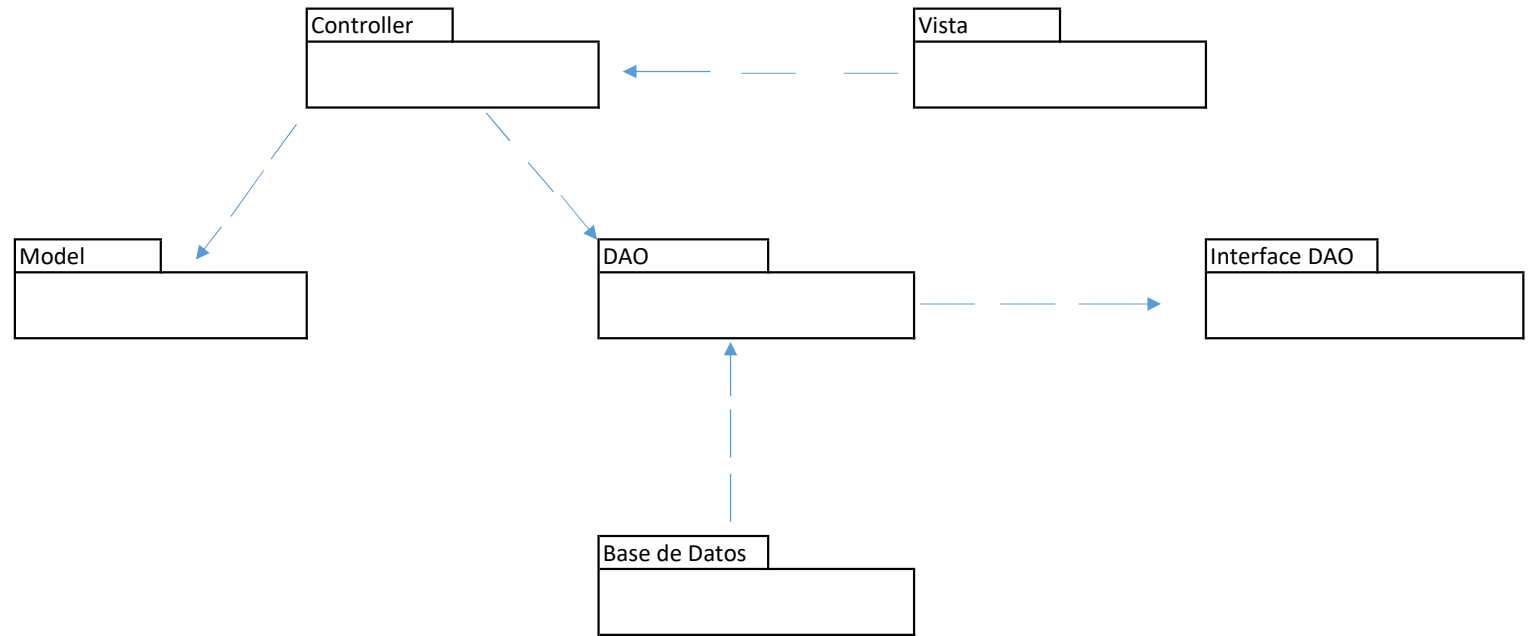 Controller
Vista
Model
DAO
Interface DAO
Base de Datos